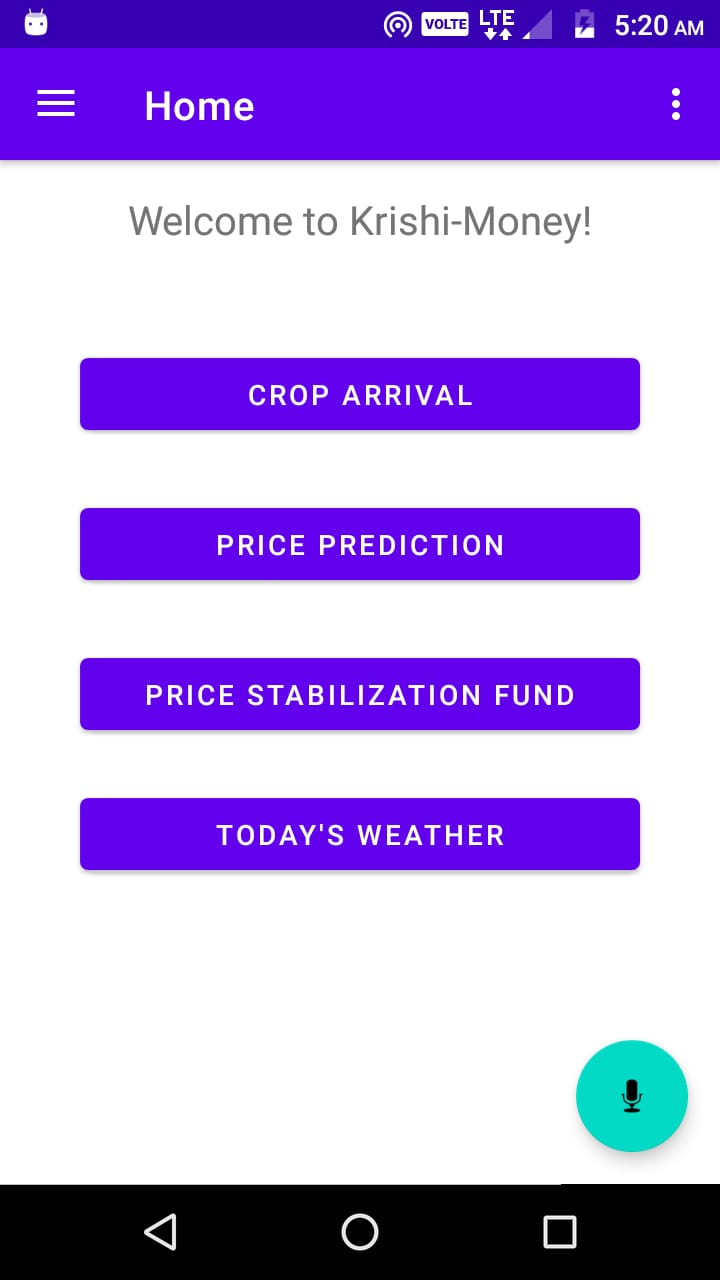 VOLTE LTE 5:20 AM
Home
Welcome to Krishi-Money!
CROP ARRIVAL
PRICE PREDICTION
PRICE STABILIZATION FUND
TODAY'S WEATHER